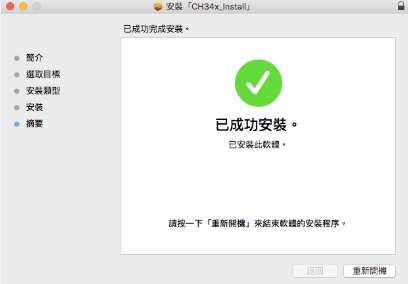 安裝「CH34x_Install」
已成功完成安裝。
簡介
選取目標
安裝類型
安裝
摘要
已成功安裝。
已安裝此軟體。
請按一下「重新開機」來結束軟體的安裝程序。
返回
重新開機